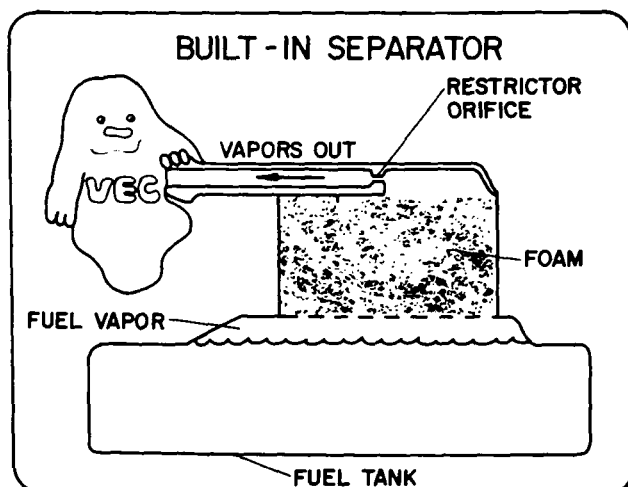 BUILT-IN SEPARATOR
RESTRICTOR
ORIFICE
VAPORS OUT
VEC
FOAM
FUEL VAPOR
FUEL TANK